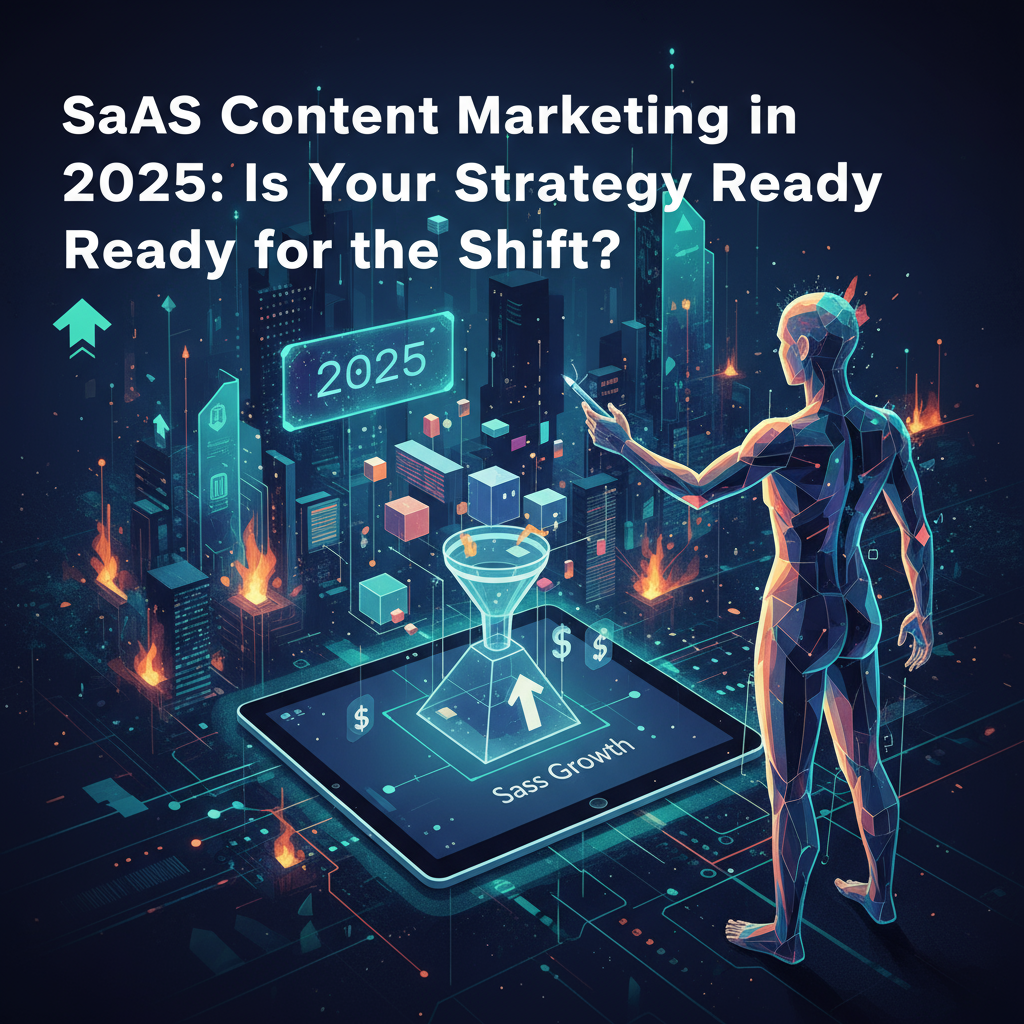 SaAS Content Marketing in
2025: Is Your Strategy Ready
Ready for the Shift?
2025
$
$
$
Sass Growth